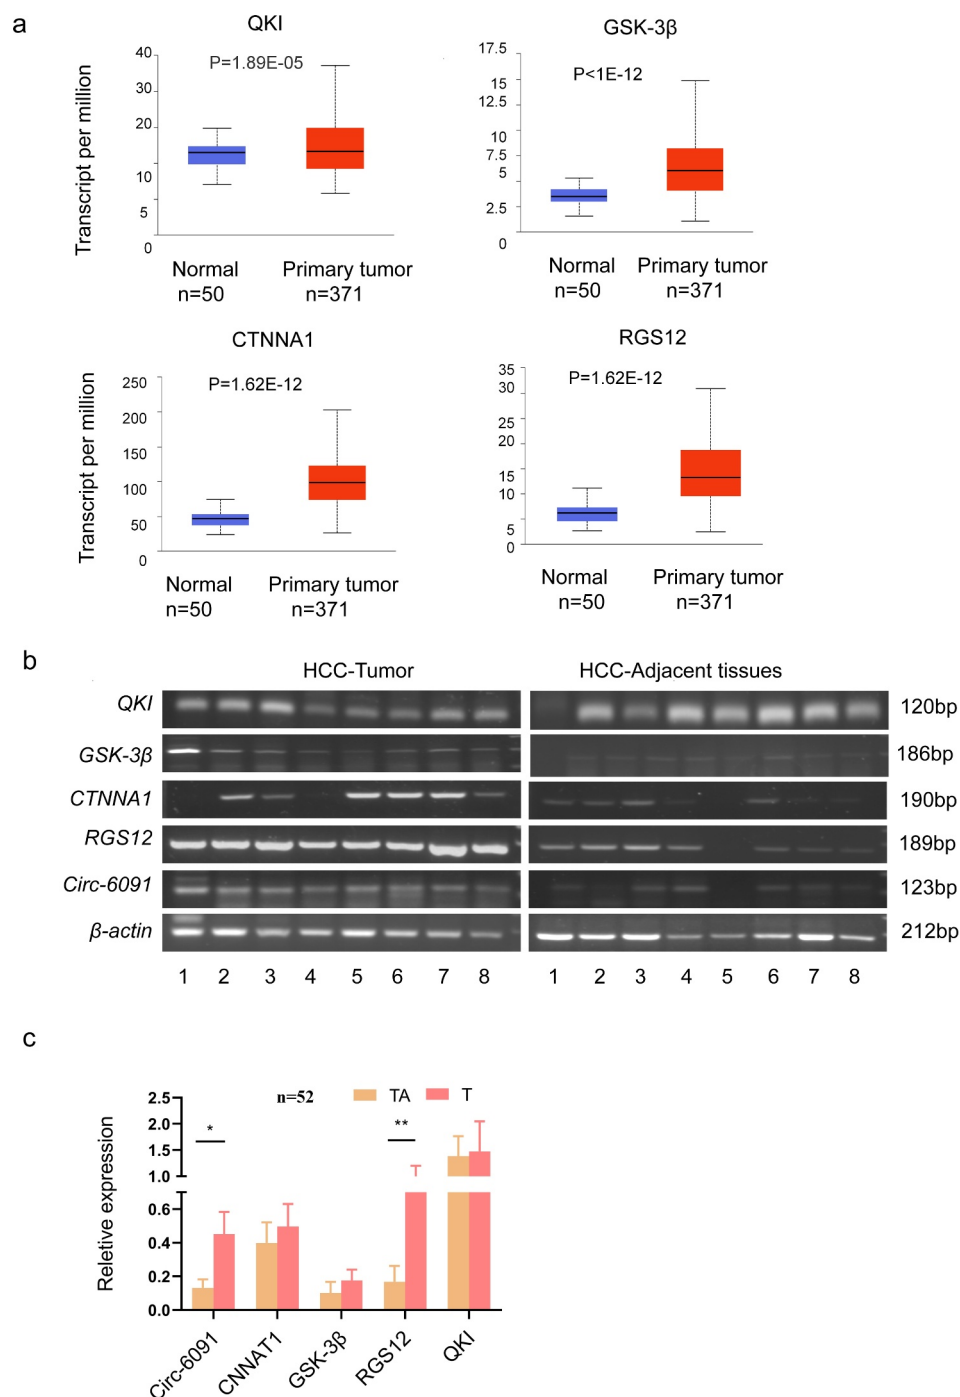 a
QKI
P=1.89E-05
Transcript per million
40
20
10
5
0
Normal
n=50
Primary tumor
n=371
GSK-3β
P<1E-12
17.5
15
12.5
10
7.5
5
2.5
0
Normal
n=50
Primary tumor
n=371
CTNNA1
P=1.62E-12
Transcript per million
250
200
150
100
50
0
Normal
n=50
Primary tumor
n=371
RGS12
P=1.62E-12
35
35
20
20
15
10
5
0
Normal
n=50
Primary tumor
n=371
b
HCC-Tumor HCC-Adjacent tissues
QKI 120bp
GSK-3β 186bp
CTNNA1 190bp
RGS12 189bp
Circ-6091 123bp
β-actin 212bp
1 2 3 4 5 6 7 8 1 2 3 4 5 6 7 8
c
n=52 TA T
Reletive expression
2.5
2.0
1.5
1.0
0.6
0.4
0.2
0.0
* **
Circ-6091
CNNAT1
GSK-3β
RGS12
QKI